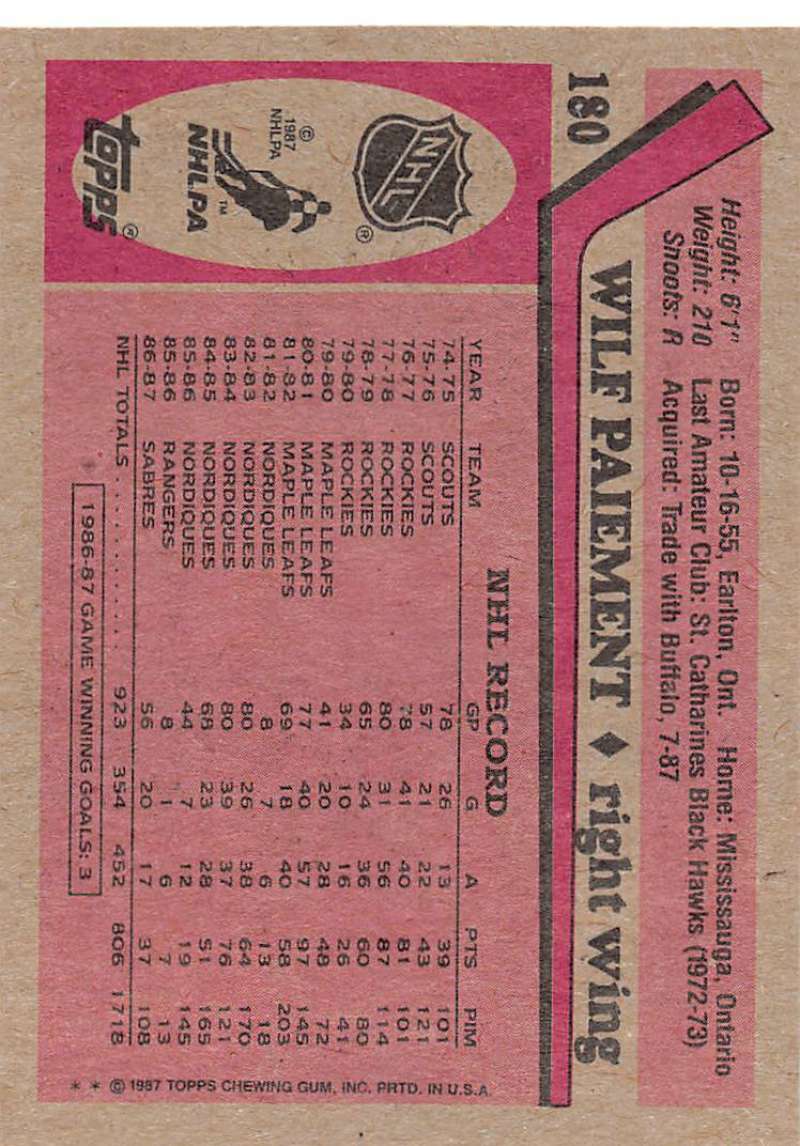 180
Height: 6'1" Born: 10-16-55, Earlton, Ont. Home: Mississauga, Ontario
Weight: 210 Last Amateur Club: St. Catharines Black Hawks (1972-73)
Shoots: R Acquired: Trade with Buffalo, 7-87
WILF PAIEMENT ♦ right wing
NHL ®
© 1987
NHLPA
™
NHLPA
TOPPS ®
NHL RECORD
YEAR TEAM GP G A PTS PIM
74-75 SCOUTS 78 26 13 39 101
75-76 SCOUTS 57 21 22 43 121
76-77 ROCKIES 78 41 40 81 101
77-78 ROCKIES 80 31 56 87 114
78-79 ROCKIES 65 24 36 60 80
79-80 ROCKIES 34 10 16 26 41
79-80 MAPLE LEAFS 41 20 28 48 72
80-81 MAPLE LEAFS 77 40 57 97 145
81-82 MAPLE LEAFS 69 18 40 58 203
81-82 NORDIQUES 8 7 6 13 18
82-83 NORDIQUES 80 26 38 64 170
83-84 NORDIQUES 80 39 37 76 121
84-85 NORDIQUES 68 23 28 51 165
85-86 NORDIQUES 44 7 12 19 145
85-86 RANGERS 8 1 6 7 13
86-87 SABRES 56 20 17 37 108
NHL TOTALS . . . . . . . . . . . . . . 923 354 452 806 1718
1986-87 GAME WINNING GOALS: 3
* * © 1987 TOPPS CHEWING GUM, INC. PRTD. IN U.S.A.